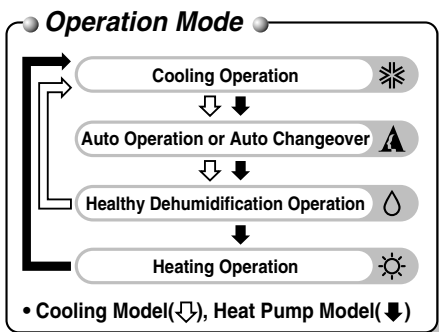 Operation Mode
Cooling Operation
Auto Operation or Auto Changeover
Healthy Dehumidification Operation
Heating Operation
• Cooling Model(⇩), Heat Pump Model(⬇)